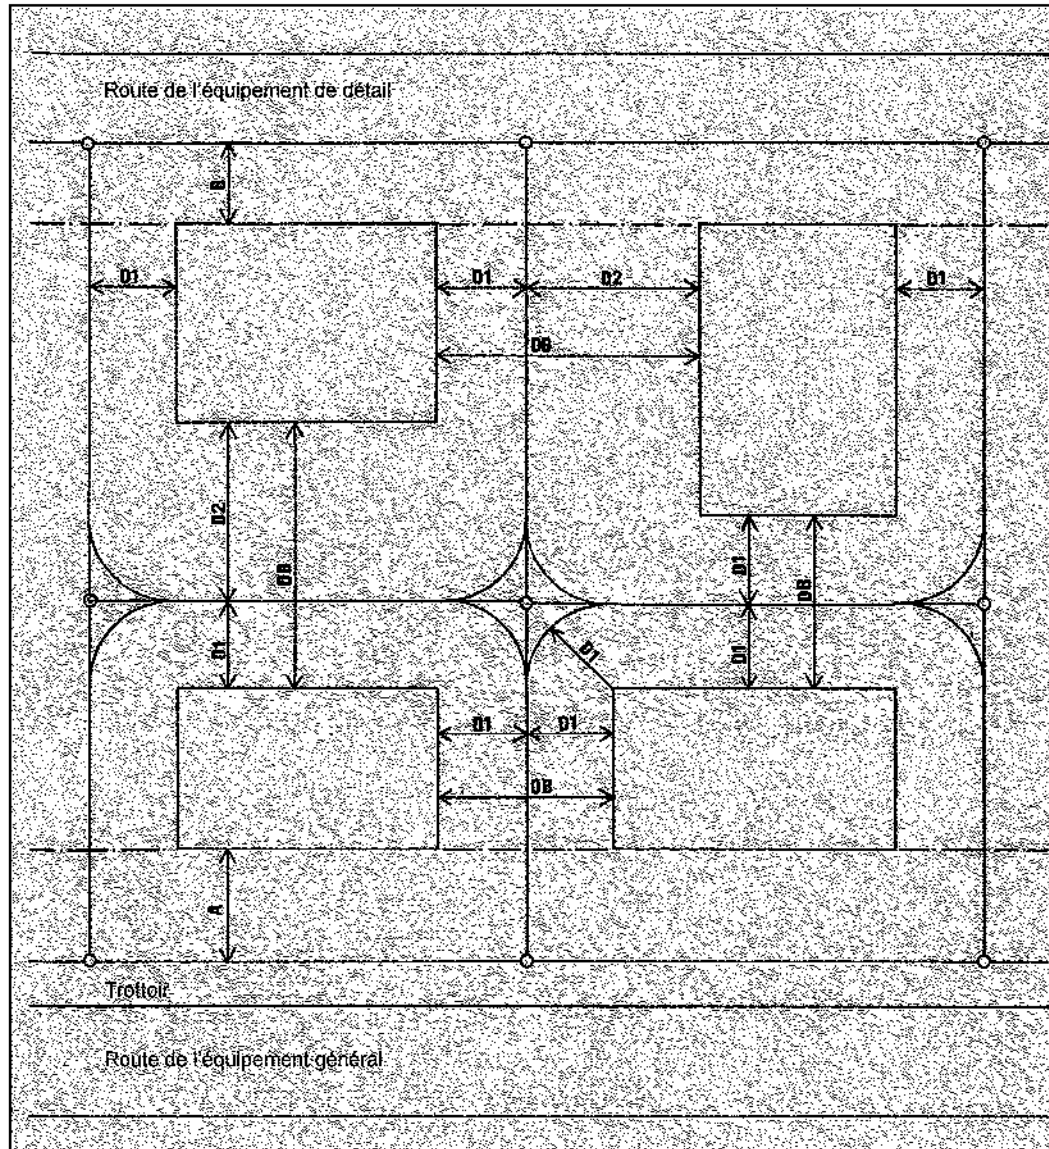 Route de l'équipement de détail
B
D1
D1
D2
D1
DB
D2
DB
D1
DB
D1
D1
D1
D1
D1
DB
A
Trottoir
Route de l'équipement général